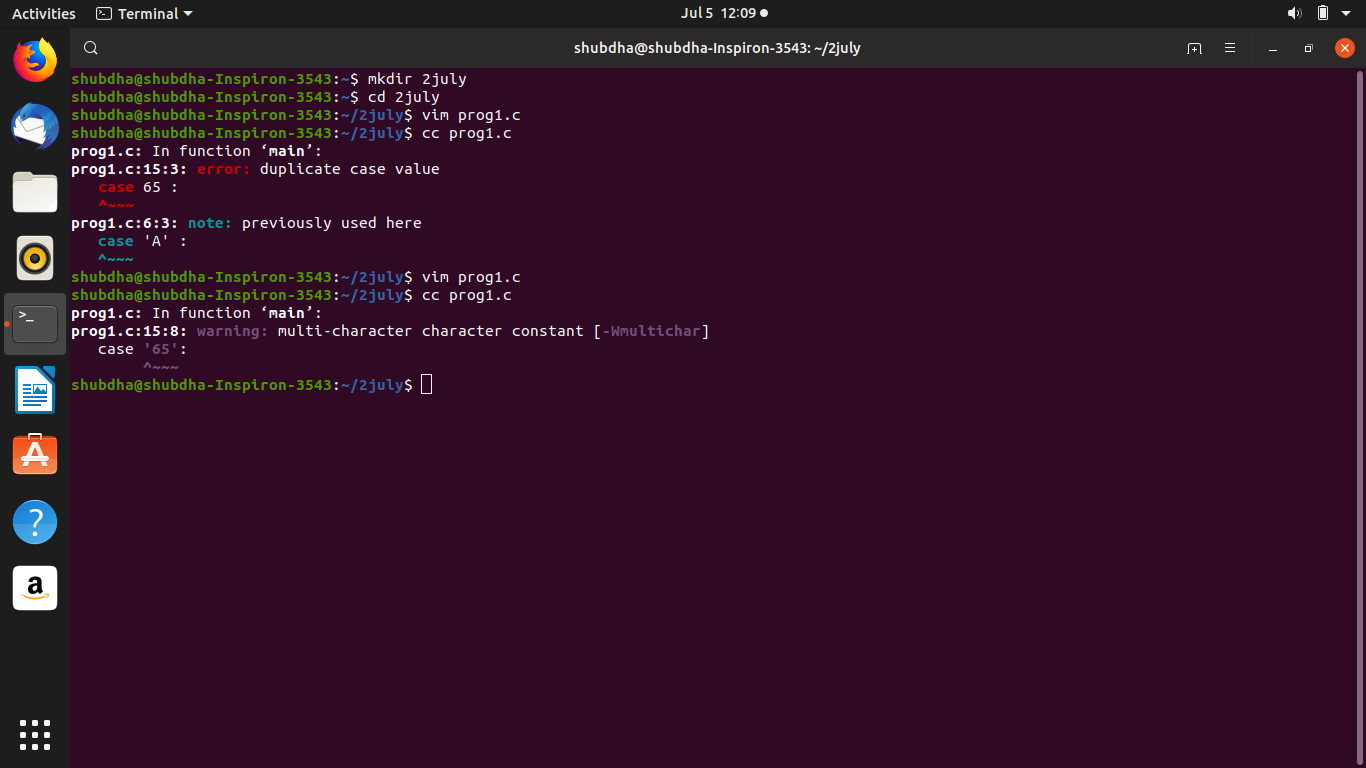 Activities Terminal Jul 5 12:09
shubdha@shubdha-Inspiron-3543: ~/2july
shubdha@shubdha-Inspiron-3543:~$ mkdir 2july
shubdha@shubdha-Inspiron-3543:~$ cd 2july
shubdha@shubdha-Inspiron-3543:~/2july$ vim prog1.c
shubdha@shubdha-Inspiron-3543:~/2july$ cc prog1.c
prog1.c: In function ‘main’:
prog1.c:15:3: error: duplicate case value
   case 65 :
   ^~~~
prog1.c:6:3: note: previously used here
   case 'A' :
   ^~~~
shubdha@shubdha-Inspiron-3543:~/2july$ vim prog1.c
shubdha@shubdha-Inspiron-3543:~/2july$ cc prog1.c
prog1.c: In function ‘main’:
prog1.c:15:8: warning: multi-character character constant [-Wmultichar]
   case '65':
        ^~~~
shubdha@shubdha-Inspiron-3543:~/2july$
>_
?
a